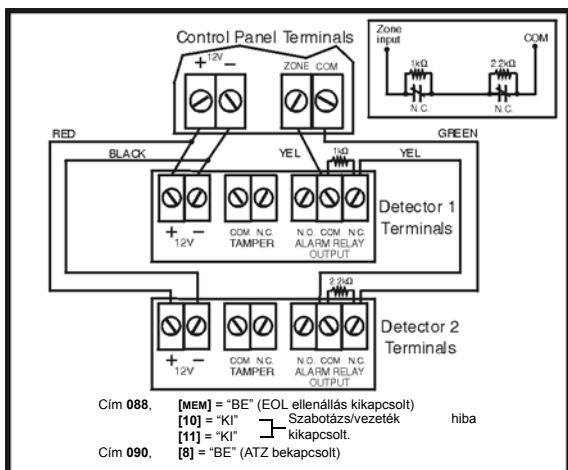 Control Panel Terminals
+ 12V −
ZONE COM
Zone input
COM
1kΩ
2.2kΩ
N.C.
N.C.
RED
GREEN
BLACK
YEL
1kΩ
YEL
Detector 1 Terminals
+ 12V −
COM N.C.
TAMPER
N.O. COM N.C.
ALARM RELAY
OUTPUT
2.2kΩ
Detector 2 Terminals
+ 12V −
COM N.C.
TAMPER
N.O. COM N.C.
ALARM RELAY
OUTPUT
Cím 088, [MEM] = "BE" (EOL ellenállás kikapcsolt)
[10] = "KI" Szabotázs/vezeték hiba
[11] = "KI" kikapcsolt.
Cím 090, [8] = "BE" (ATZ bekapcsolt)